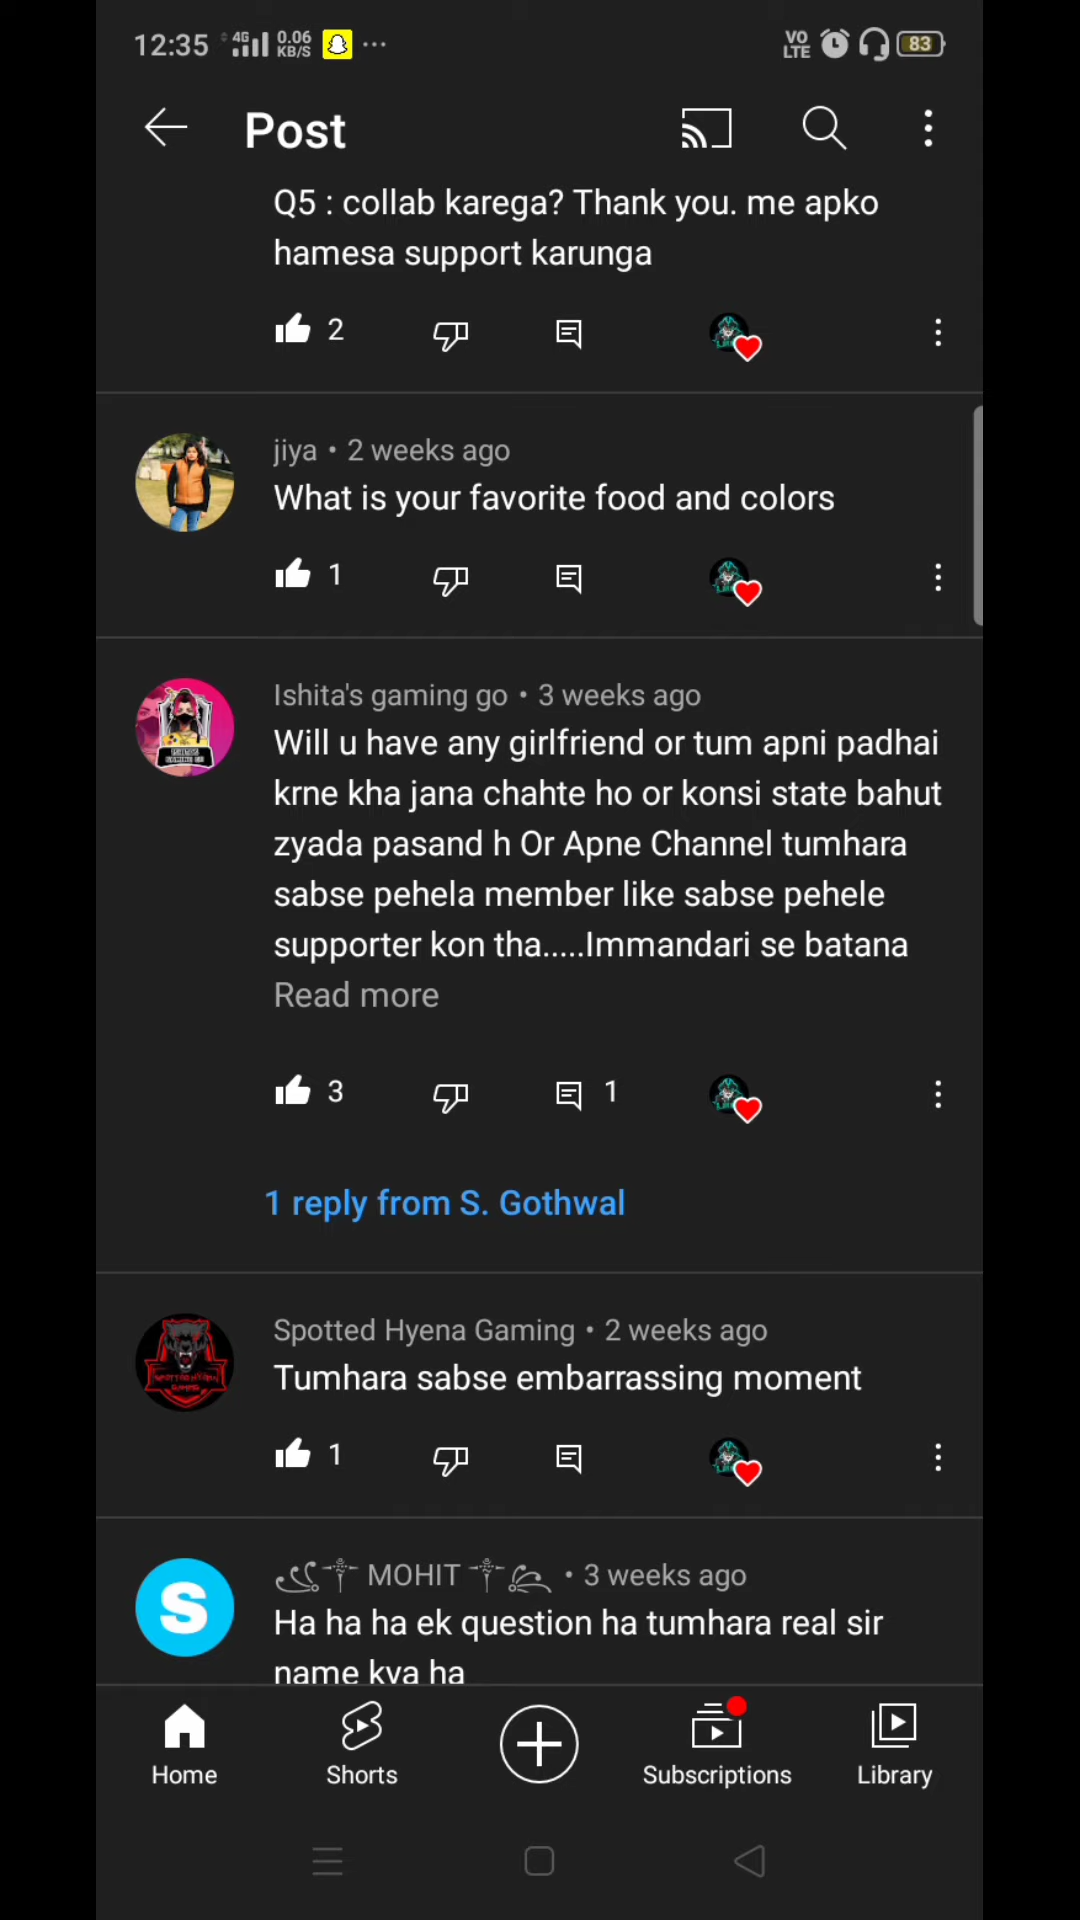 12:35 4G 0.06 KB/S ... VO LTE 83
Post
Q5 : collab karega? Thank you. me apko
hamesa support karunga
2
jiya • 2 weeks ago
What is your favorite food and colors
1
Ishita's gaming go • 3 weeks ago
Will u have any girlfriend or tum apni padhai
krne kha jana chahte ho or konsi state bahut
zyada pasand h Or Apne Channel tumhara
sabse pehela member like sabse pehele
supporter kon tha.....Immandari se batana
Read more
3 1
1 reply from S. Gothwal
Spotted Hyena Gaming • 2 weeks ago
Tumhara sabse embarrassing moment
1
S
MOHIT • 3 weeks ago
Ha ha ha ek question ha tumhara real sir
name kya ha
Home Shorts Subscriptions Library